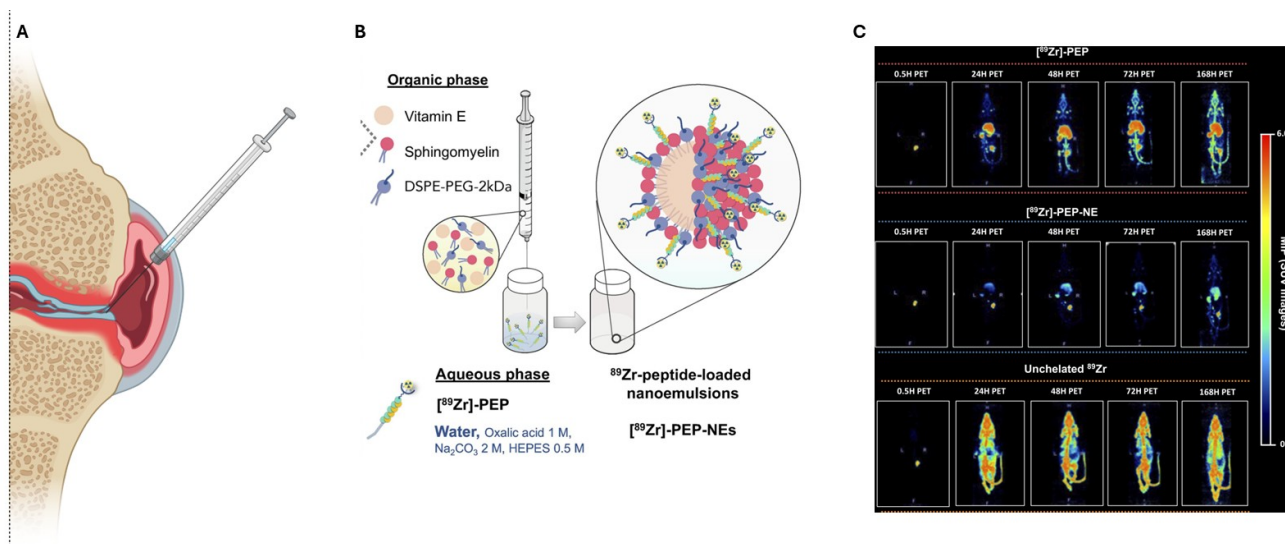 A
B
Organic phase
Vitamin E
Sphingomyelin
DSPE-PEG-2kDa
Aqueous phase
[⁸⁹Zr]-PEP
Water, Oxalic acid 1 M,
Na₂CO₃ 2 M, HEPES 0.5 M
⁸⁹Zr-peptide-loaded
nanoemulsions
[⁸⁹Zr]-PEP-NEs
C
[⁸⁹Zr]-PEP
0.5H PET 24H PET 48H PET 72H PET 168H PET
[⁸⁹Zr]-PEP-NE
0.5H PET 24H PET 48H PET 72H PET 168H PET
Unchelated ⁸⁹Zr
0.5H PET 24H PET 48H PET 72H PET 168H PET